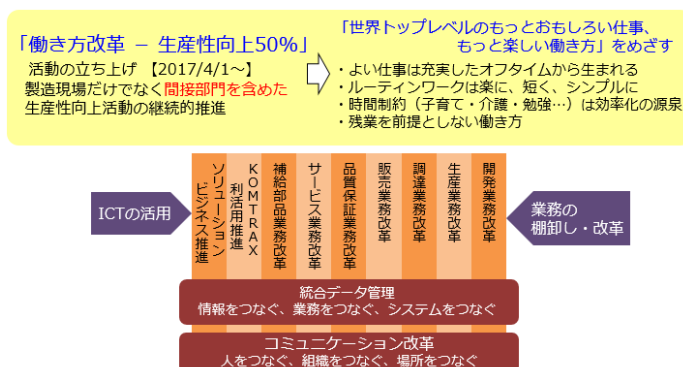 「働き方改革 － 生産性向上50%」
活動の立ち上げ 【2017/4/1～】
製造現場だけでなく間接部門を含めた
生産性向上活動の継続的推進
「世界トップレベルのもっとおもしろい仕事、
もっと楽しい働き方」をめざす
・よい仕事は充実したオフタイムから生まれる
・ルーティンワークは楽に、短く、シンプルに
・時間制約（子育て・介護・勉強…）は効率化の源泉
・残業を前提としない働き方
ICTの活用
ソリューション
ビジネス推進
KOMTRAX
利活用推進
補給部品業務改革
サービス業務改革
品質保証業務改革
販売業務改革
調達業務改革
生産業務改革
開発業務改革
業務の
棚卸し・改革
統合データ管理
情報をつなぐ、業務をつなぐ、システムをつなぐ
コミュニケーション改革
人をつなぐ、組織をつなぐ、場所をつなぐ